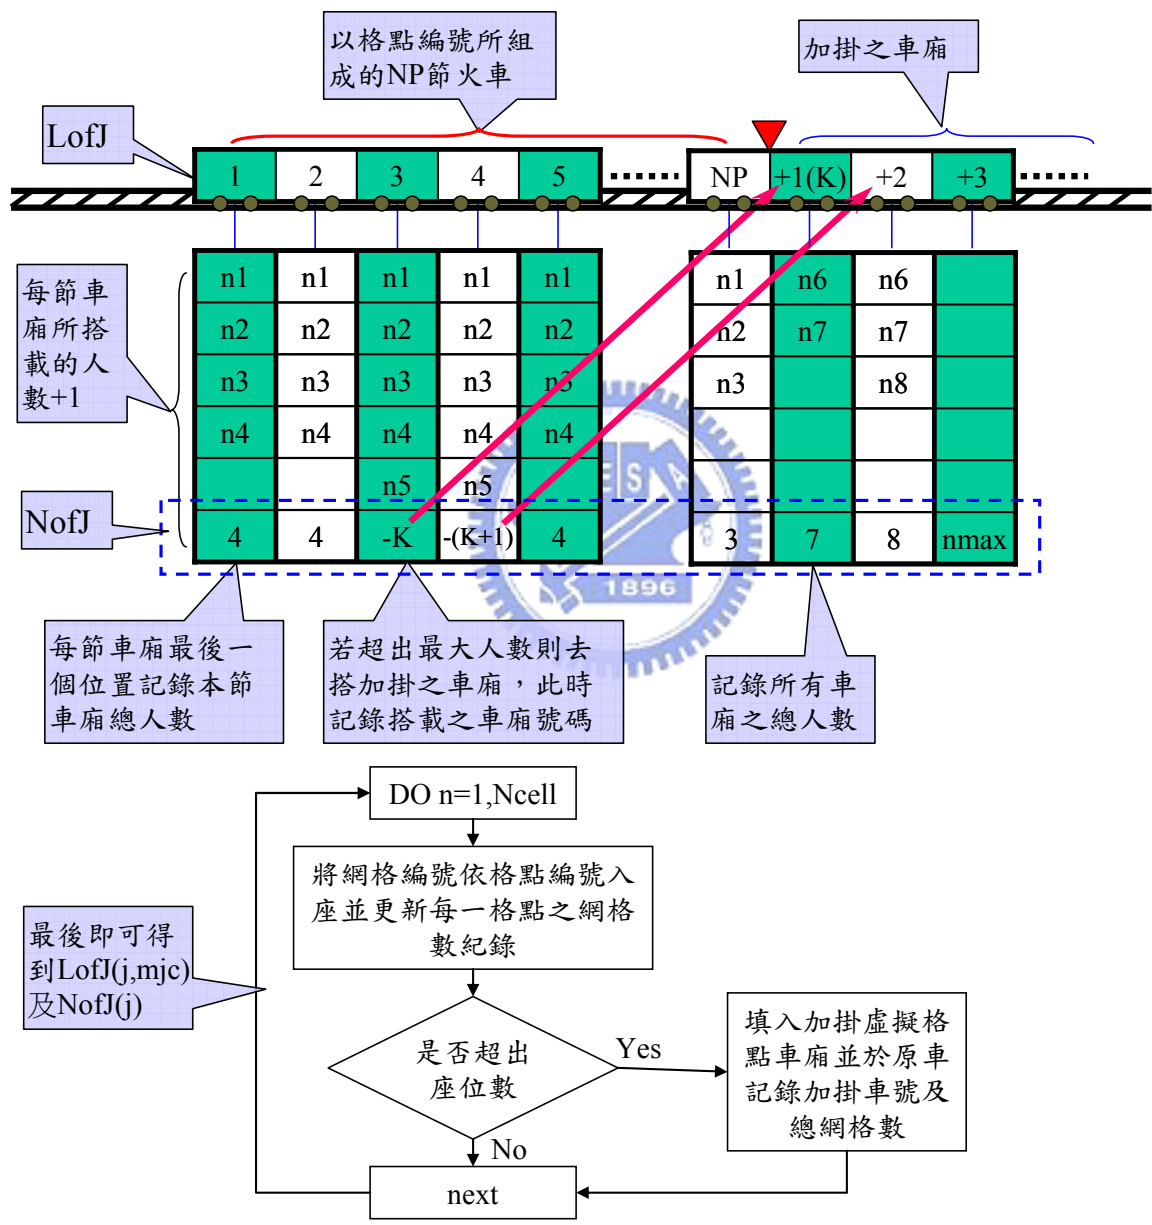 以格點編號所組
成的NP節火車
加掛之車廂
LofJ
1 2 3 4 5 ...... NP +1(K) +2 +3 ......
每節車
廂所搭
載的人
數+1
n1 n1 n1 n1 n1 n1 n6 n6
n2 n2 n2 n2 n2 n2 n7 n7
n3 n3 n3 n3 n3 n3 n8
n4 n4 n4 n4 n4
n5 n5
NofJ
4 4 -K -(K+1) 4 3 7 8 nmax
1896
每節車廂最後一
個位置記錄本節
車廂總人數
若超出最大人數則去
搭加掛之車廂，此時
記錄搭載之車廂號碼
記錄所有車
廂之總人數
DO n=1,Ncell
將網格編號依格點編號入
座並更新每一格點之網格
數紀錄
最後即可得
到LofJ(j,mjc)
及NofJ(j)
是否超出
座位數
Yes
填入加掛虛擬格
點車廂並於原車
記錄加掛車號及
總網格數
No
next